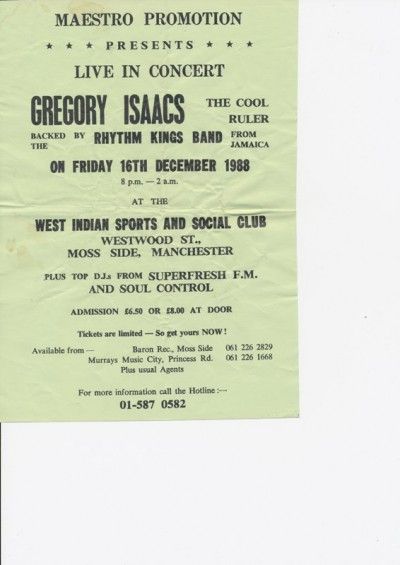 MAESTRO PROMOTION
★ ★ ★ PRESENTS ★ ★ ★
LIVE IN CONCERT
GREGORY ISAACS THE COOL RULER
BACKED BY THE RHYTHM KINGS BAND FROM JAMAICA
ON FRIDAY 16TH DECEMBER 1988
8 p.m. — 2 a.m.
AT THE
WEST INDIAN SPORTS AND SOCIAL CLUB
WESTWOOD ST.,
MOSS SIDE, MANCHESTER
PLUS TOP D.J.s FROM SUPERFRESH F.M.
AND SOUL CONTROL
ADMISSION £6.50 OR £8.00 AT DOOR
Tickets are limited — So get yours NOW!
Available from — Baron Rec., Moss Side 061 226 2829
Murrays Music City, Princess Rd. 061 226 1668
Plus usual Agents
For more information call the Hotline :—
01-587 0582